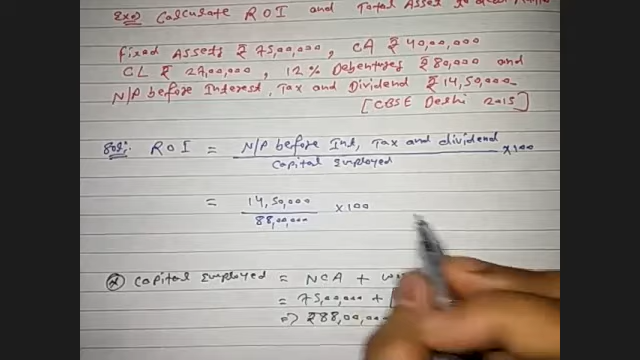 Calculate ROI and Total Asset to
Fixed Assets ₹ 75,00,000, CA ₹ 40,00,000
CL ₹ 27,00,000, 12% Debentures ₹ 80,000 and
N/P before Interest, Tax and Dividend ₹ 14,50,000
[CBSE Delhi 2015]
Sol: ROI = N/P before Int, Tax and dividend
Capital Employed ×100
= 14,50,000
88,00,000 ×100
Capital Employed = NCA +
= 75,00,000 +
=> ₹88,00,000